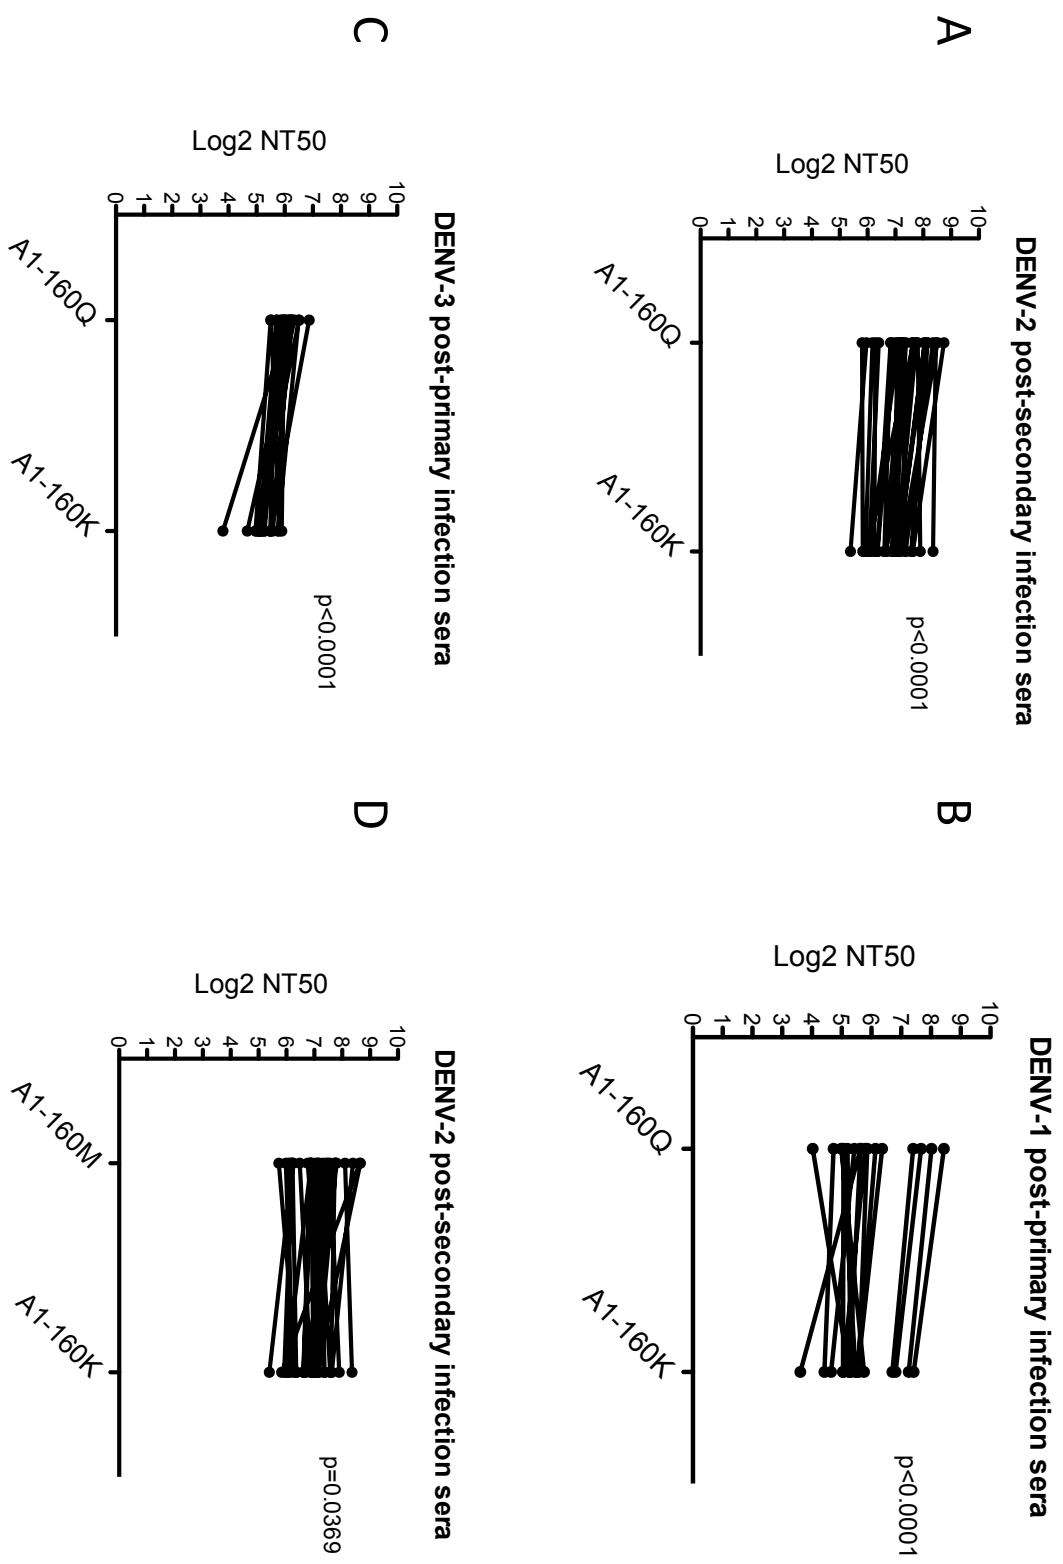 A
DENV-2 post-secondary infection sera
Log2 NT50
10
9
8
7
6
5
4
3
2
1
0
A1-160Q
A1-160K
p<0.0001
B
DENV-1 post-primary infection sera
Log2 NT50
10
9
8
7
6
5
4
3
2
1
0
A1-160Q
A1-160K
p<0.0001
C
DENV-3 post-primary infection sera
Log2 NT50
10
9
8
7
6
5
4
3
2
1
0
A1-160Q
A1-160K
p<0.0001
D
DENV-2 post-secondary infection sera
Log2 NT50
10
9
8
7
6
5
4
3
2
1
0
A1-160M
A1-160K
p=0.0369